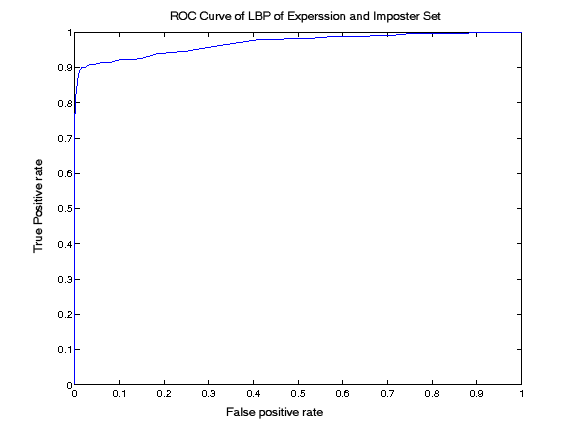 ROC Curve of LBP of Experssion and Imposter Set
1
0.9
0.8
0.7
0.6
0.5
0.4
0.3
0.2
0.1
0
True Positive rate
0 0.1 0.2 0.3 0.4 0.5 0.6 0.7 0.8 0.9 1
False positive rate